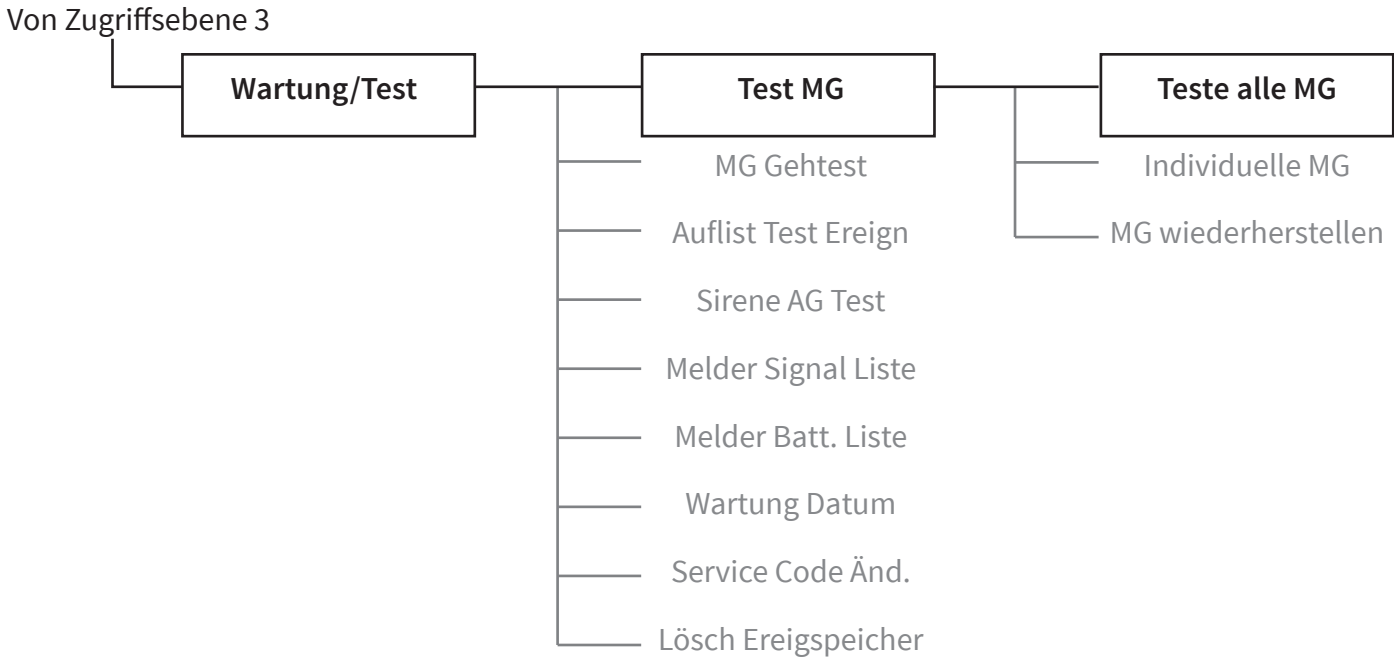 Von Zugriffsebene 3
Wartung/Test
Test MG
Teste alle MG
MG Gehtest
Individuelle MG
Auflist Test Ereign
MG wiederherstellen
Sirene AG Test
Melder Signal Liste
Melder Batt. Liste
Wartung Datum
Service Code Änd.
Lösch Ereigspeicher